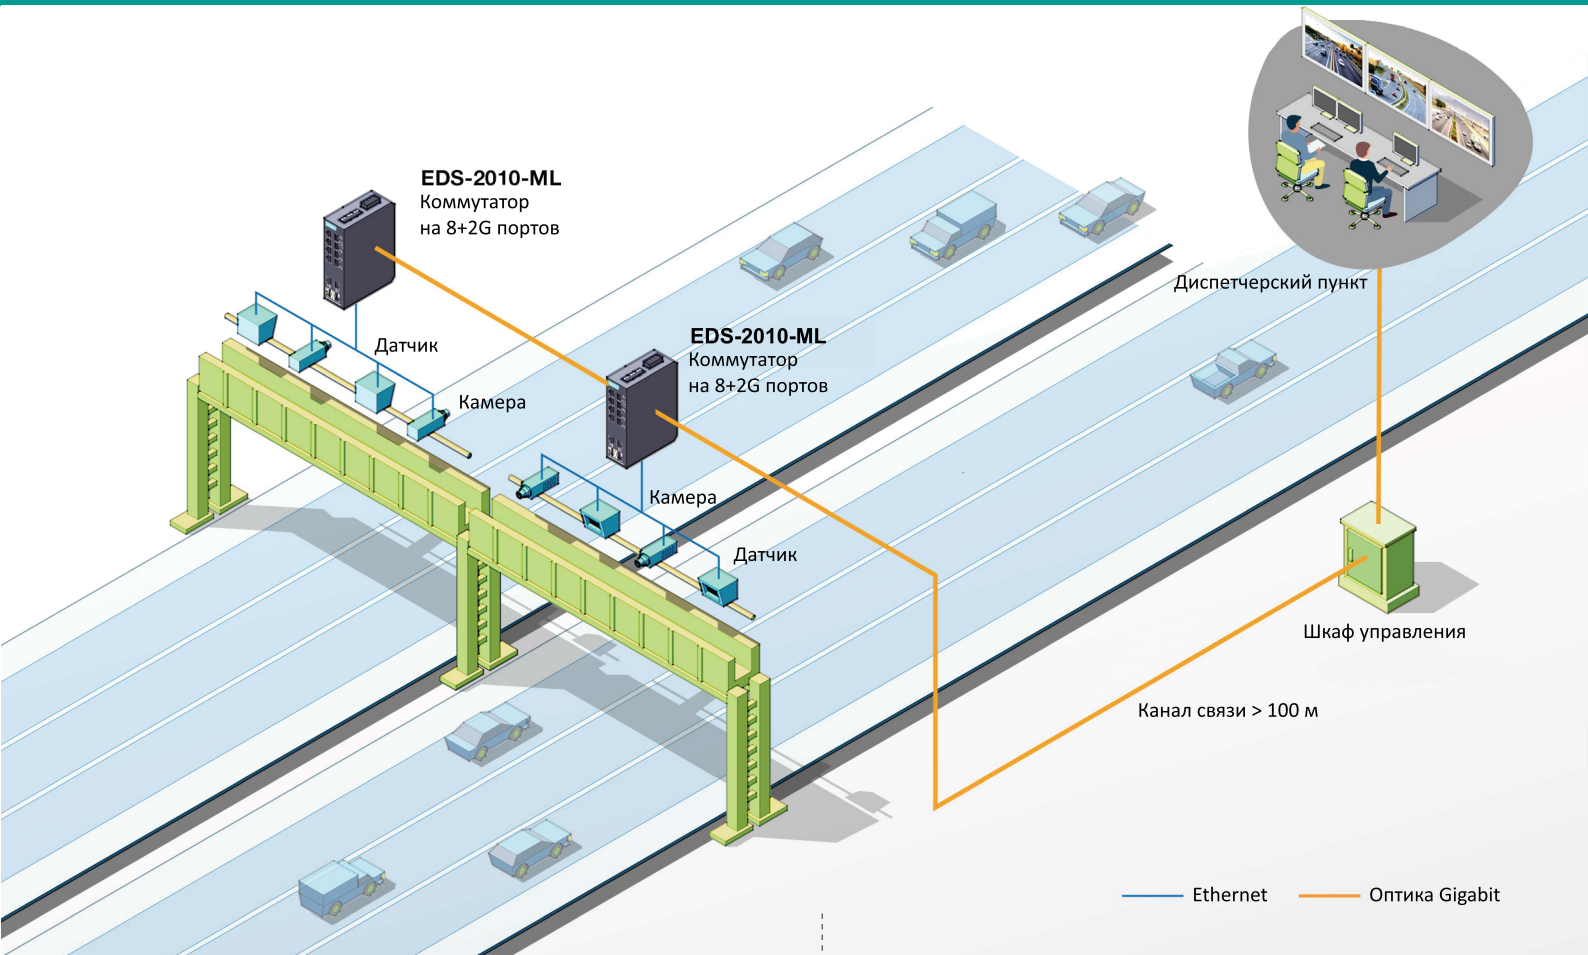 EDS-2010-ML
Коммутатор
на 8+2G портов
Диспетчерский пункт
EDS-2010-ML
Коммутатор
на 8+2G портов
Датчик
Камера
Камера
Датчик
Шкаф управления
Канал связи > 100 м
Ethernet
Оптика Gigabit